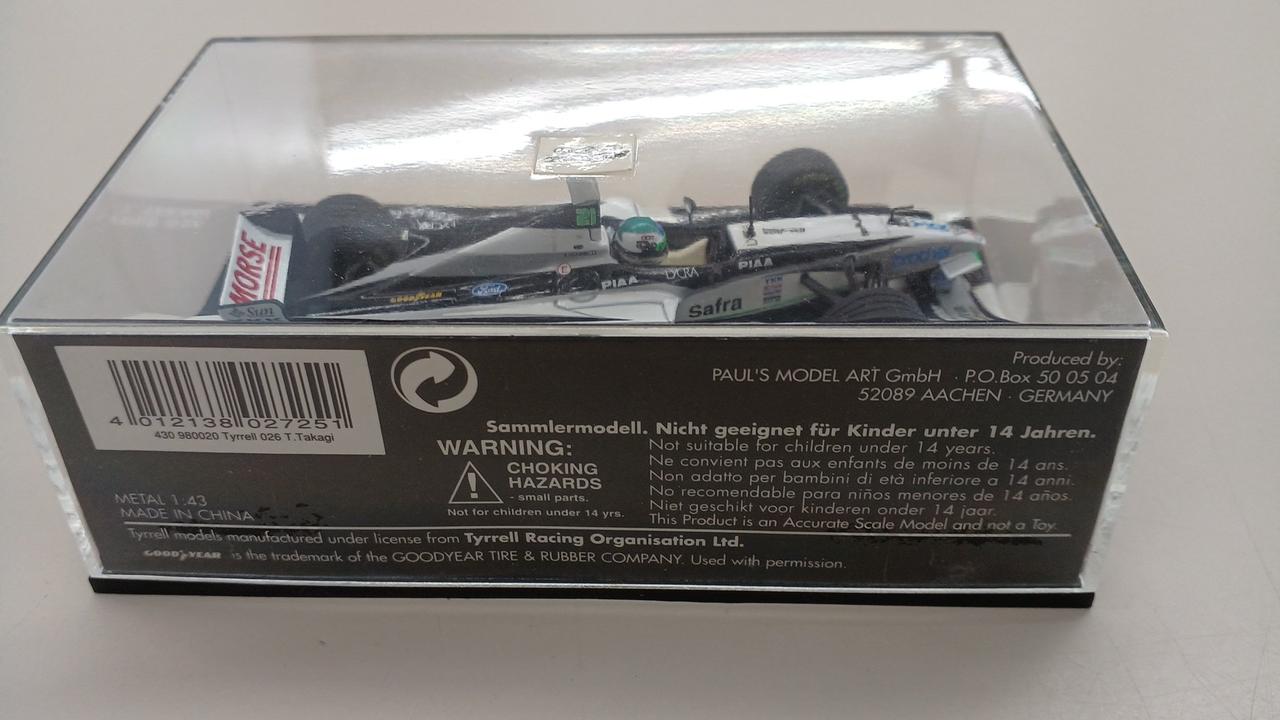 MORSE
Sun
GOODYEAR
Ford
PIAA
LYCRA
PIAA
Safra
4 012138 027251
430 980020 Tyrrell 026 T.Takagi
Produced by:
PAUL'S MODEL ART GmbH · P.O.Box 50 05 04
52089 AACHEN · GERMANY
Sammlermodell. Nicht geeignet für Kinder unter 14 Jahren.
WARNING:
CHOKING
HAZARDS
- small parts.
Not for children under 14 yrs.
Not suitable for children under 14 years.
Ne convient pas aux enfants de moins de 14 ans.
Non adatto per bambini di età inferiore a 14 anni.
No recomendable para niños menores de 14 años.
Niet geschikt voor kinderen onder 14 jaar.
This Product is an Accurate Scale Model and not a Toy.
METAL 1:43
MADE IN CHINA
Tyrrell models manufactured under license from Tyrrell Racing Organisation Ltd.
GOODYEAR is the trademark of the GOODYEAR TIRE & RUBBER COMPANY. Used with permission.